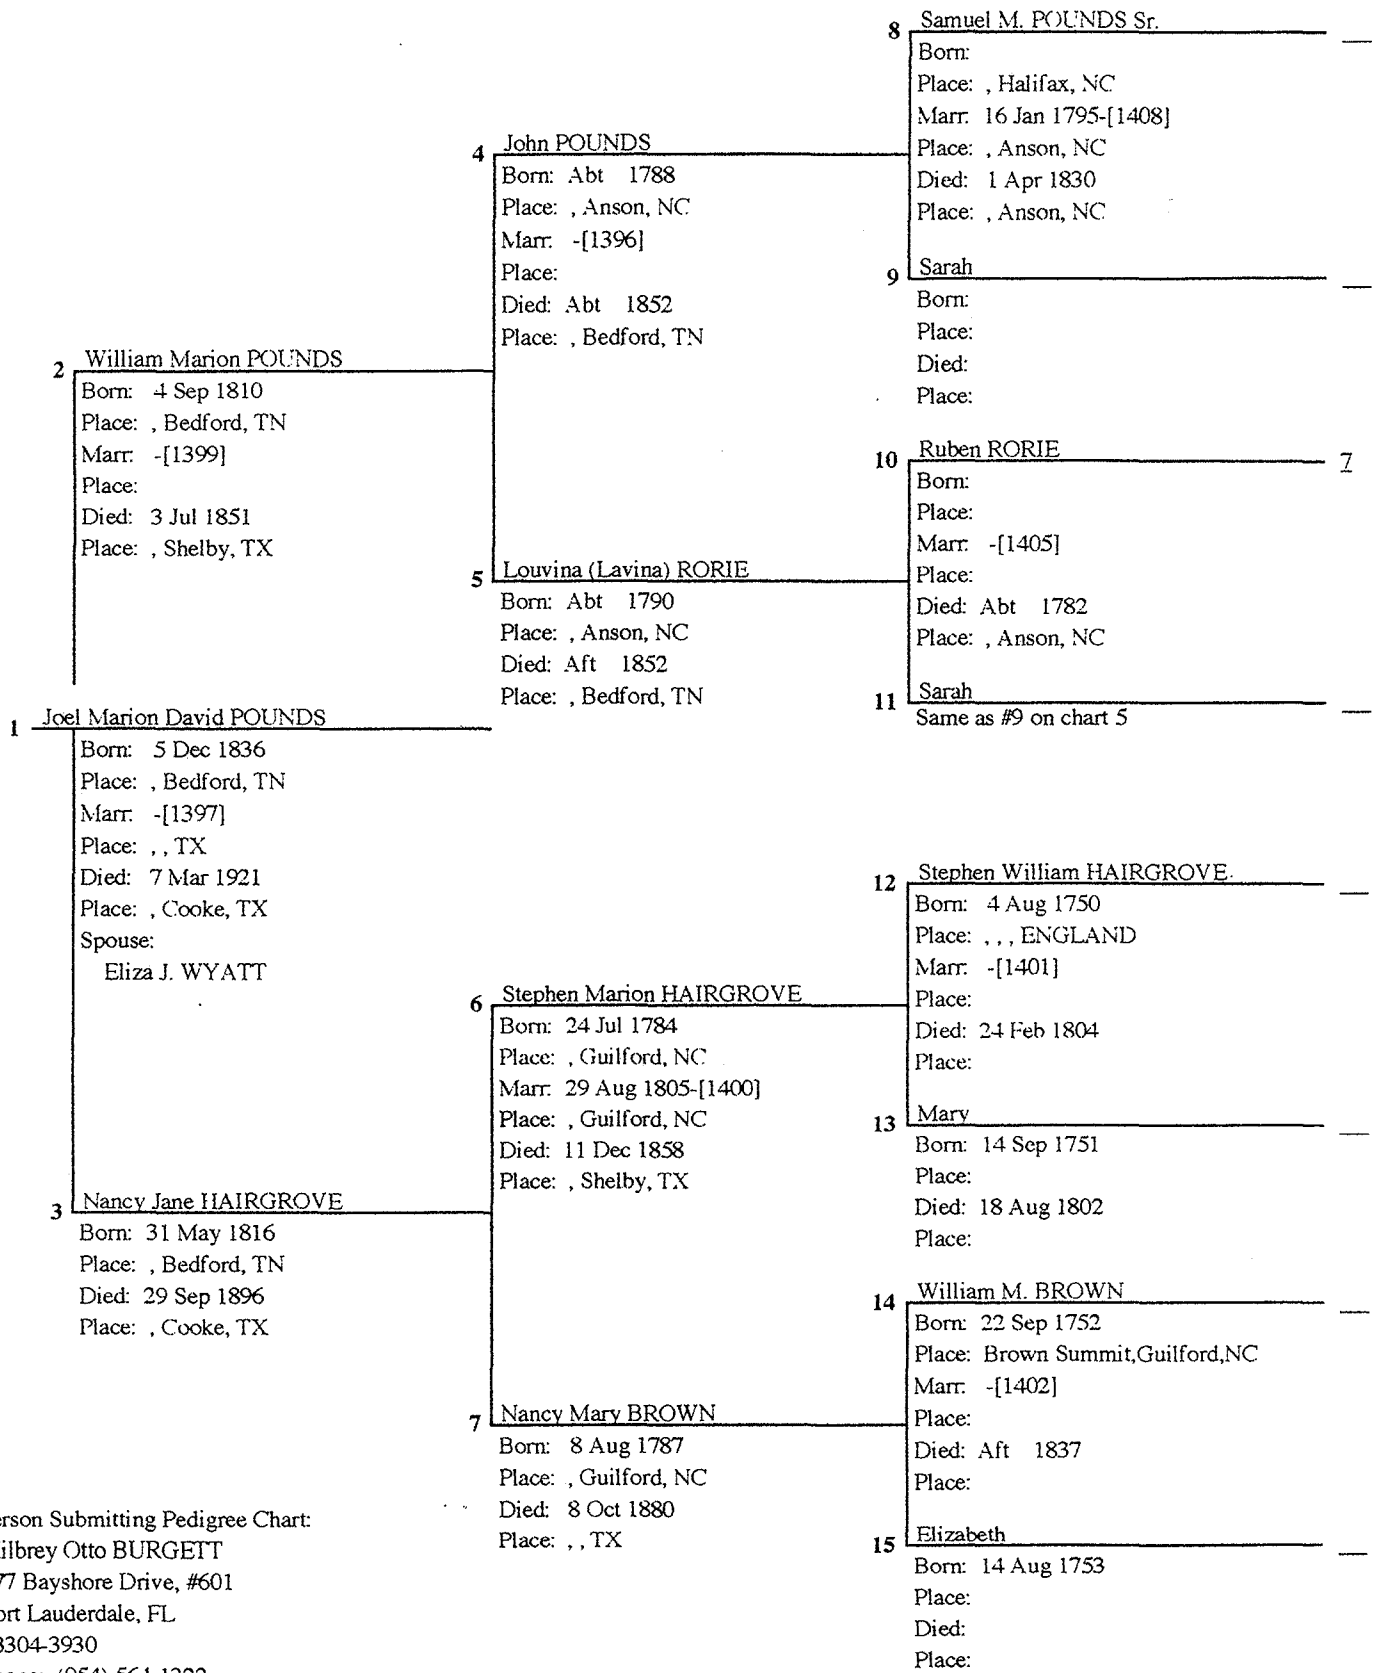 8 Samuel M. POUNDS Sr.
Born:
Place: , Halifax, NC
Marr: 16 Jan 1795-[1408]
Place: , Anson, NC
Died: 1 Apr 1830
Place: , Anson, NC
4 John POUNDS
Born: Abt 1788
Place: , Anson, NC
Marr: -[1396]
Place:
Died: Abt 1852
Place: , Bedford, TN
9 Sarah
Born:
Place:
Died:
Place:
2 William Marion POUNDS
Born: 4 Sep 1810
Place: , Bedford, TN
Marr: -[1399]
Place:
Died: 3 Jul 1851
Place: , Shelby, TX
10 Ruben RORIE 7
Born:
Place:
Marr: -[1405]
Place:
Died: Abt 1782
Place: , Anson, NC
5 Louvina (Lavina) RORIE
Born: Abt 1790
Place: , Anson, NC
Died: Aft 1852
Place: , Bedford, TN
11 Sarah
Same as #9 on chart 5
1 Joel Marion David POUNDS
Born: 5 Dec 1836
Place: , Bedford, TN
Marr: -[1397]
Place: , , TX
Died: 7 Mar 1921
Place: , Cooke, TX
Spouse:
Eliza J. WYATT
12 Stephen William HAIRGROVE
Born: 4 Aug 1750
Place: , , , ENGLAND
Marr: -[1401]
Place:
Died: 24 Feb 1804
Place:
6 Stephen Marion HAIRGROVE
Born: 24 Jul 1784
Place: , Guilford, NC
Marr: 29 Aug 1805-[1400]
Place: , Guilford, NC
Died: 11 Dec 1858
Place: , Shelby, TX
13 Mary
Born: 14 Sep 1751
Place:
Died: 18 Aug 1802
Place:
3 Nancy Jane HAIRGROVE
Born: 31 May 1816
Place: , Bedford, TN
Died: 29 Sep 1896
Place: , Cooke, TX
14 William M. BROWN
Born: 22 Sep 1752
Place: Brown Summit,Guilford,NC
Marr: -[1402]
Place:
Died: Aft 1837
Place:
7 Nancy Mary BROWN
Born: 8 Aug 1787
Place: , Guilford, NC
Died: 8 Oct 1880
Place: , , TX
15 Elizabeth
Born: 14 Aug 1753
Place:
Died:
Place:
erson Submitting Pedigree Chart:
ilbrey Otto BURGETT
77 Bayshore Drive, #601
ort Lauderdale, FL
3304-3930